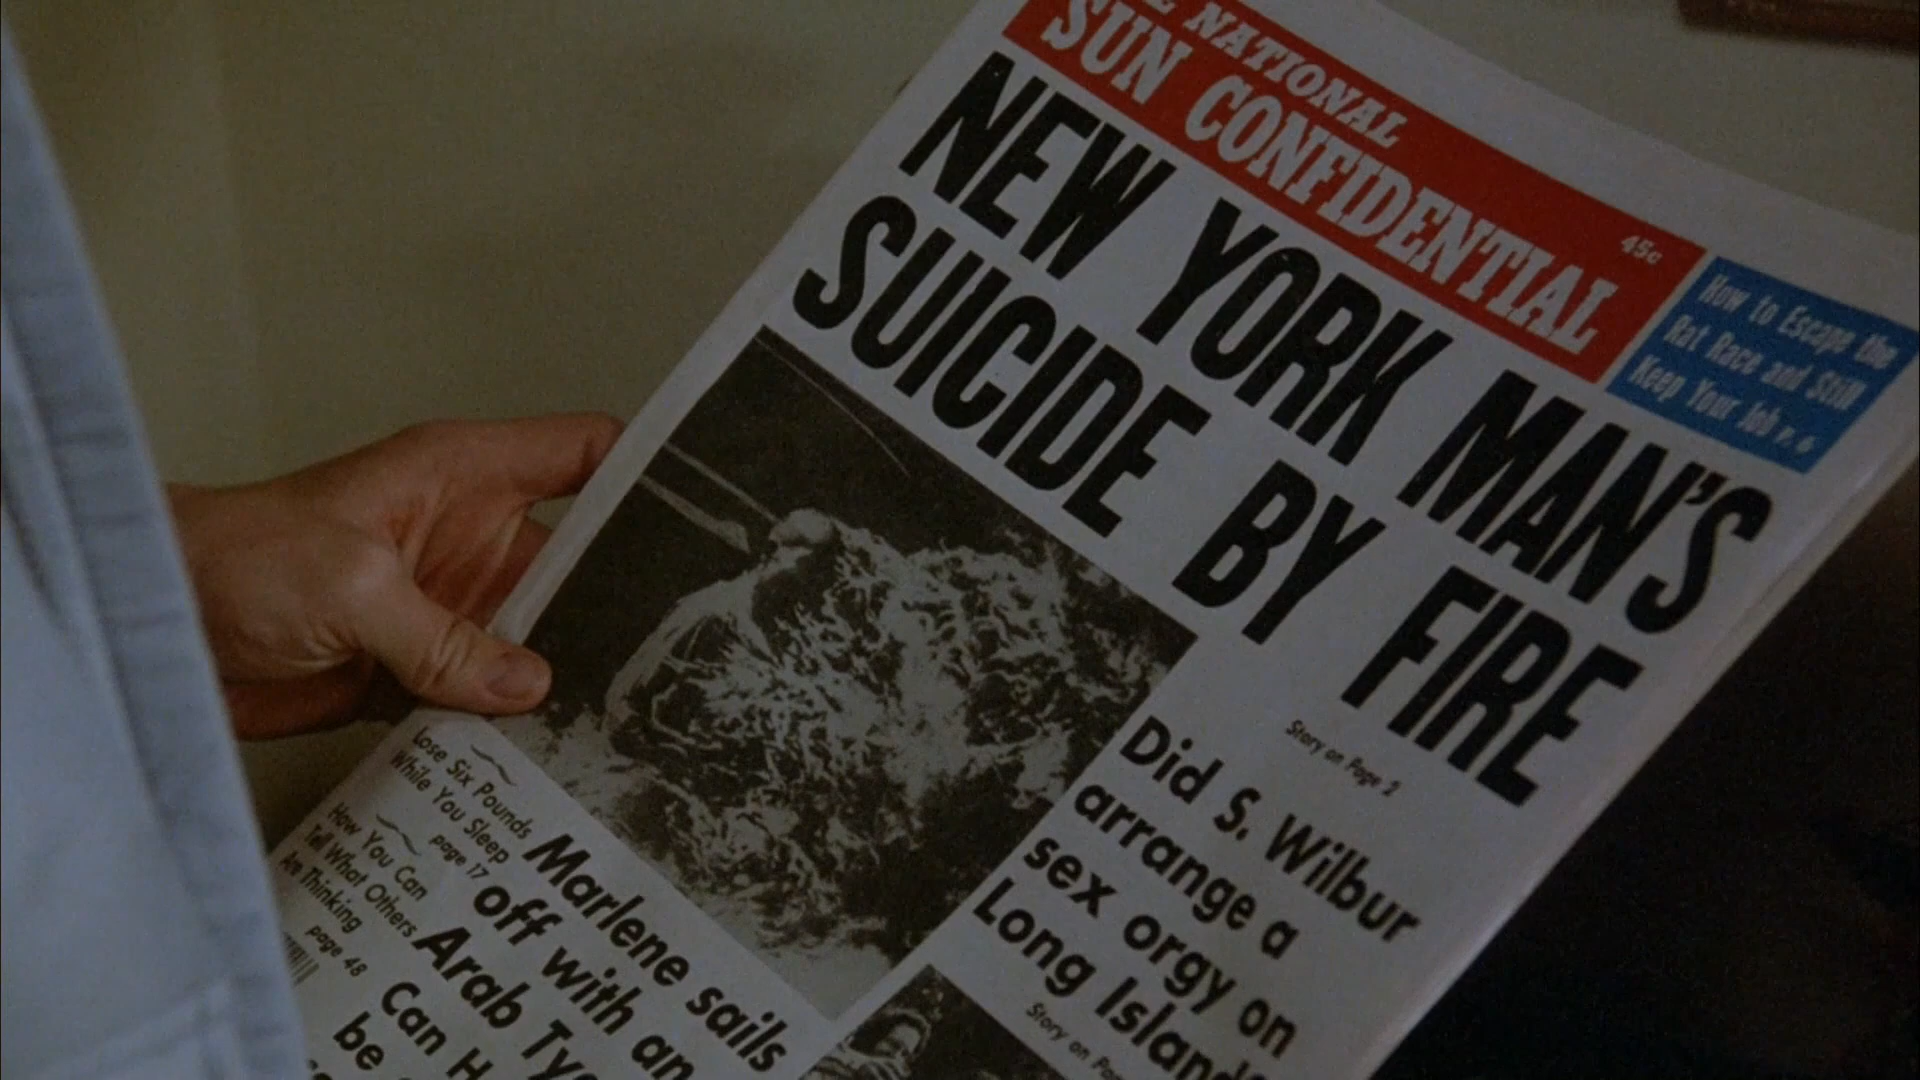 NATIONAL
SUN CONFIDENTIAL
45¢
How to Escape the
Rat Race and Still
Keep Your Job P. 6
NEW YORK MAN'S
SUICIDE BY FIRE
Story on Page 2
Did S. Wilbur
arrange a
sex orgy on
Long Island
Story on
Lose Six Pounds
While You Sleep
page 17
How You Can
Tell What Others
Are Thinking
page 48
Marlene sails
off with an
Arab
Can
be